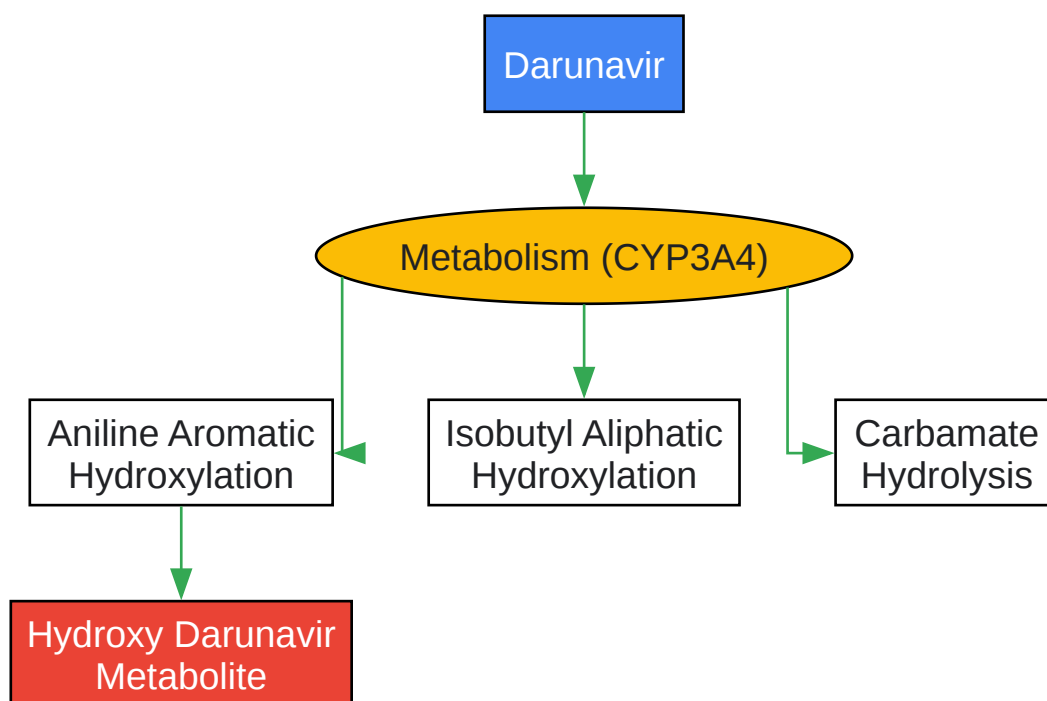 Darunavir
Metabolism (CYP3A4)
Aniline Aromatic
Hydroxylation
Isobutyl Aliphatic
Hydroxylation
Carbamate
Hydrolysis
Hydroxy Darunavir
Metabolite